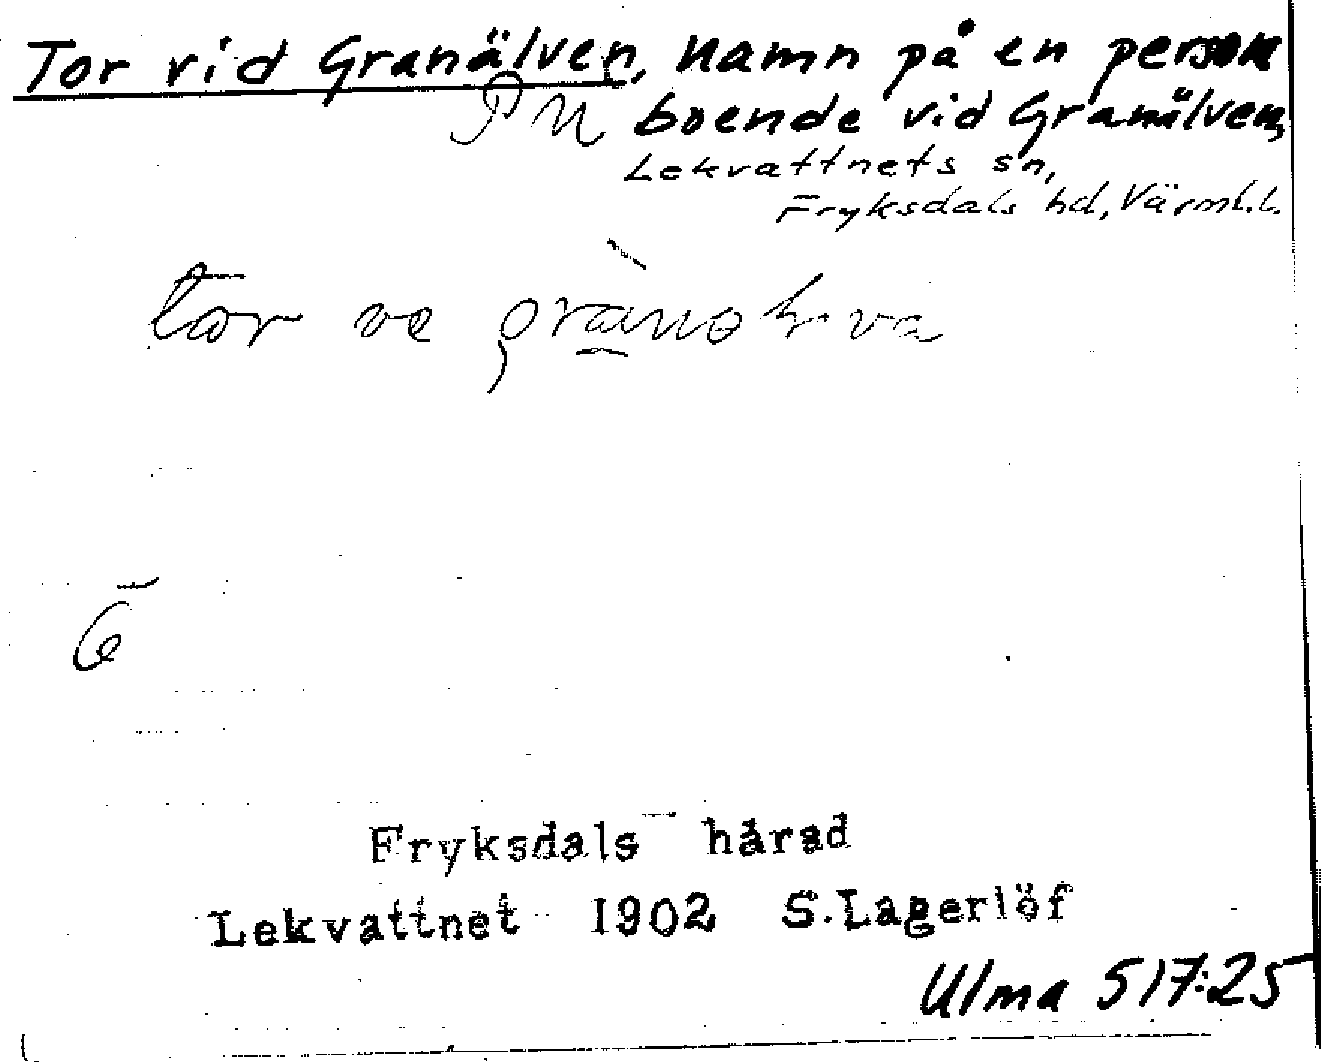 Tor vid Granälven, namn på en person
PN boende vid Granälven,
Lekvattnets sn,
Fryksdals hd, Värml.l.
tor ve
6
Fryksdals härad
Lekvattnet 1902 S.Lagerlöf
Ulma 517:25